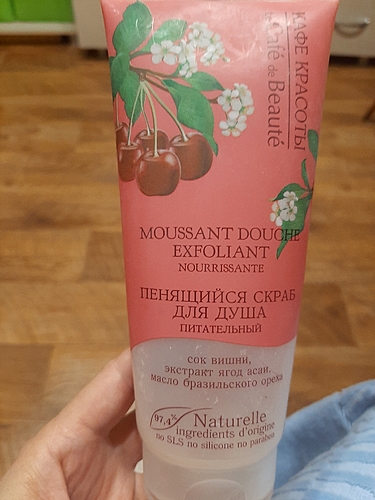 КАФЕ КРАСОТЫ
Café de Beauté
MOUSSANT DOUCHE
EXFOLIANT
NOURRISSANTE
ПЕНЯЩИЙСЯ СКРАБ
ДЛЯ ДУША
ПИТАТЕЛЬНЫЙ
сок вишни,
экстракт ягод асаи,
масло бразильского ореха
97,4% Naturelle
ingredients d'origine
no SLS no silicone no paraben